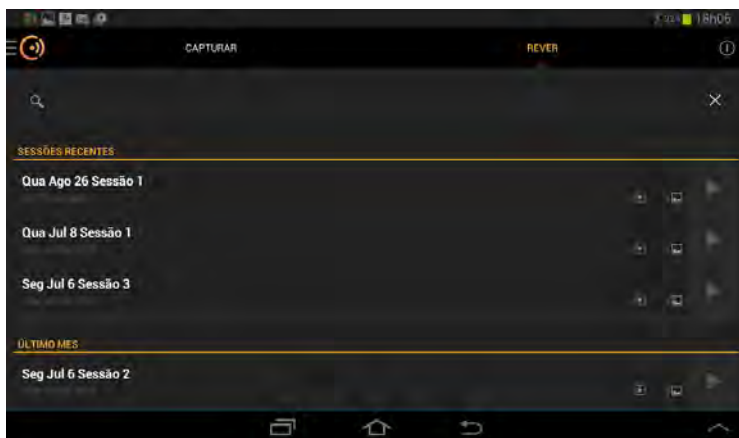 18h06
CAPTURAR REVER
SESSÕES RECENTES
Qua Ago 26 Sessão 1
Qua Jul 8 Sessão 1
Seg Jul 6 Sessão 3
ÚLTIMO MES
Seg Jul 6 Sessão 2